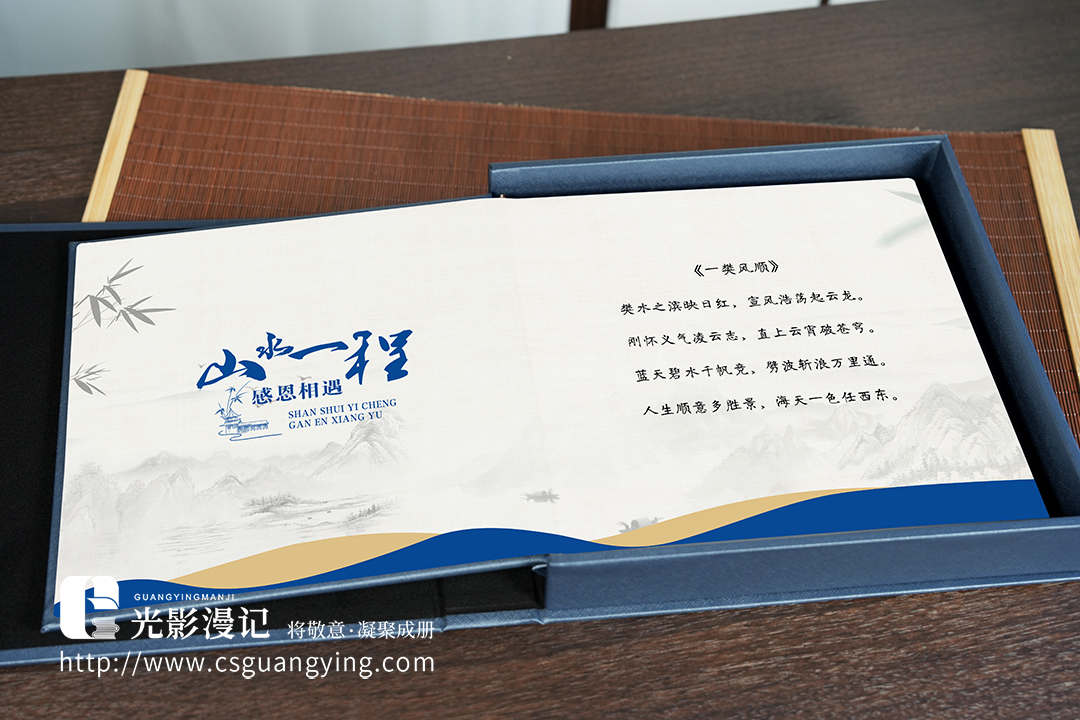 山水一程
感恩相遇
SHAN SHUI YI CHENG
GAN EN XIANG YU
《一樊风顺》
樊水之滨映日红，宣风浩荡起云龙。
刚怀义气凌云志，直上云宵破苍穹。
蓝天碧水千帆竞，劈波斩浪万里通。
人生顺意多胜景，海天一色任西东。
GUANGYINGMANJI
光影漫记 将敬意·凝聚成册
http://www.csguangying.com